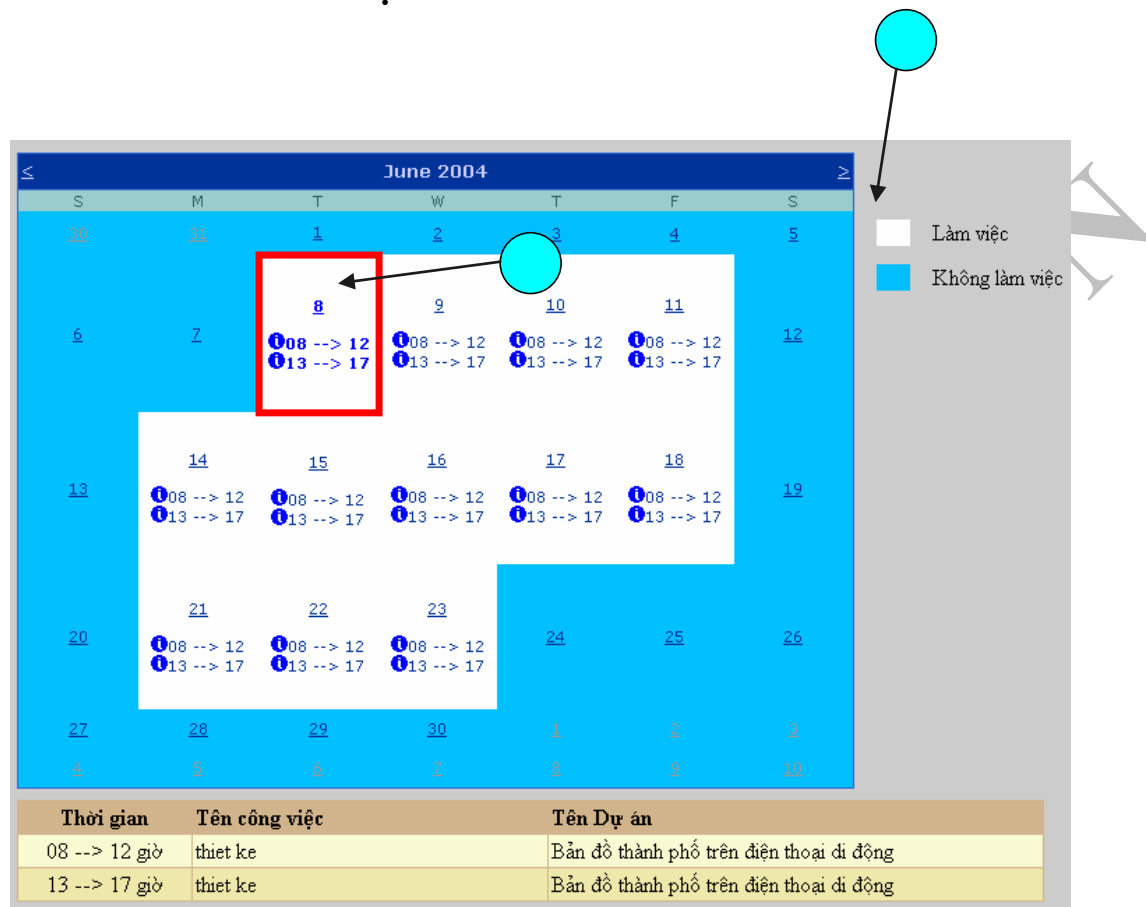 ≤ June 2004 ≥
S M T W T F S
30 31 1 2 3 4 5
Làm việc
Không làm việc
6 7 8 9 10 11 12
08 --> 12 08 --> 12 08 --> 12 08 --> 12
13 --> 17 13 --> 17 13 --> 17 13 --> 17
13 14 15 16 17 18 19
08 --> 12 08 --> 12 08 --> 12 08 --> 12 08 --> 12
13 --> 17 13 --> 17 13 --> 17 13 --> 17 13 --> 17
20 21 22 23 24 25 26
08 --> 12 08 --> 12 08 --> 12
13 --> 17 13 --> 17 13 --> 17
27 28 29 30 1 2 3
4 5 6 7 8 9 10
Thời gian Tên công việc Tên Dự án
08 --> 12 giờ thiet ke Bản đồ thành phố trên điện thoại di động
13 --> 17 giờ thiet ke Bản đồ thành phố trên điện thoại di động